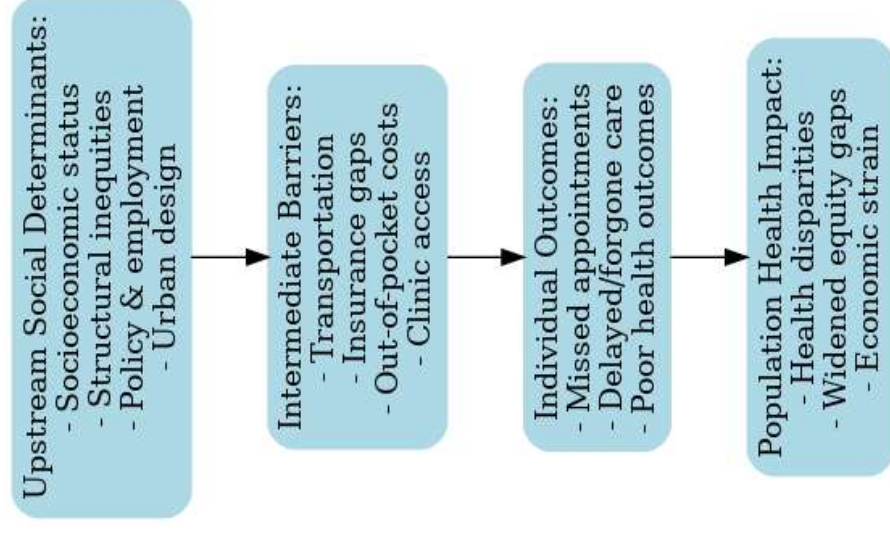 Upstream Social Determinants:
- Socioeconomic status
- Structural inequities
- Policy & employment
- Urban design
Intermediate Barriers:
- Transportation
- Insurance gaps
- Out-of-pocket costs
- Clinic access
Individual Outcomes:
- Missed appointments
- Delayed/forgone care
- Poor health outcomes
Population Health Impact:
- Health disparities
- Widened equity gaps
- Economic strain